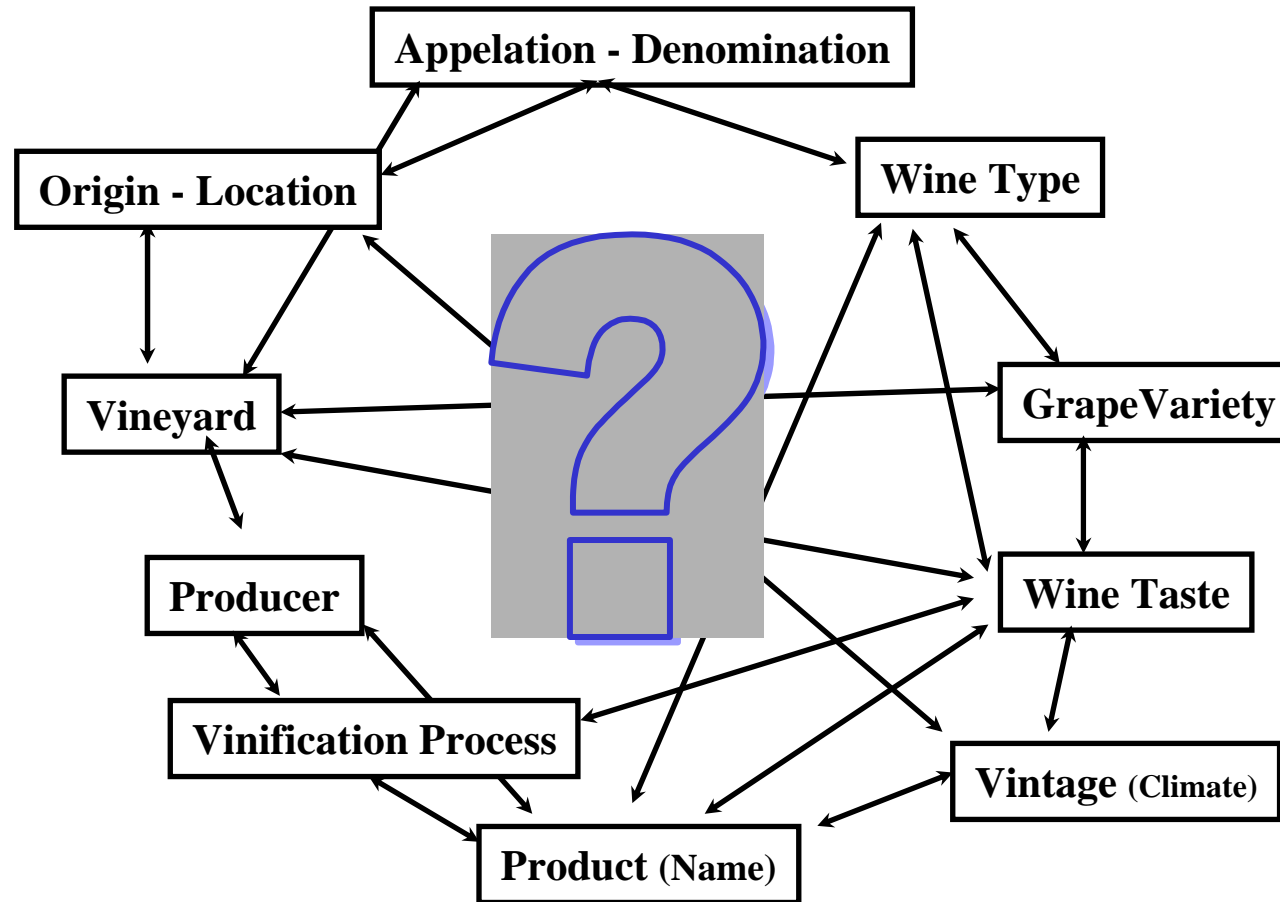 Appelation - Denomination
Wine Type
Origin - Location
?
GrapeVariety
Vineyard
Wine Taste
Producer
Vinification Process
Vintage (Climate)
Product (Name)